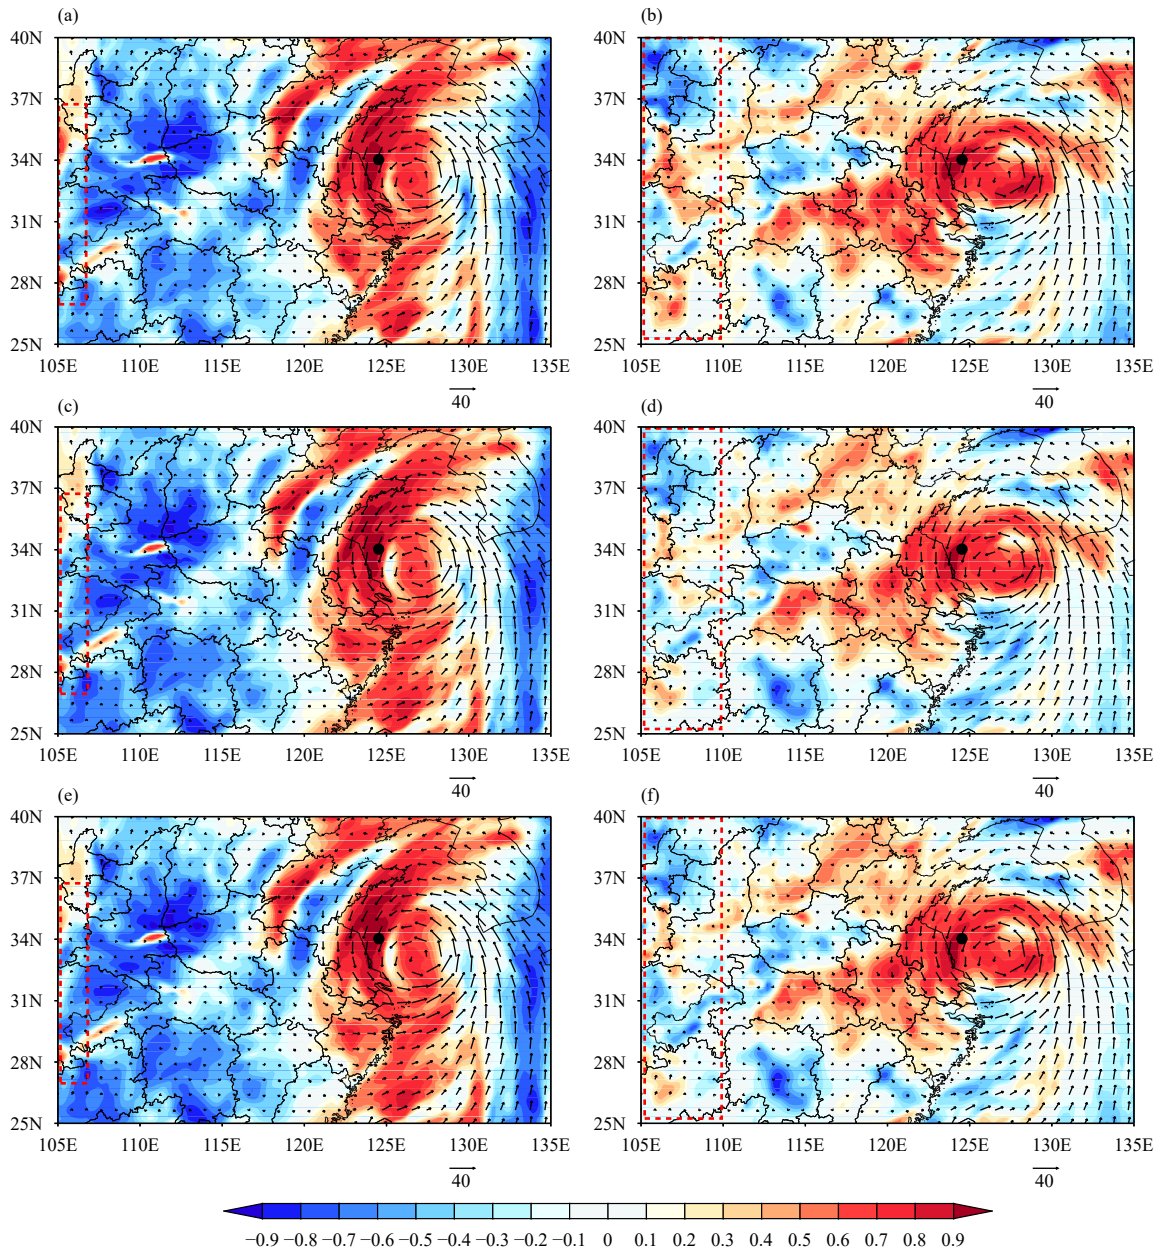 (a) (b)
40N 40N
37N 37N
34N 34N
31N 31N
28N 28N
25N 25N
105E 110E 115E 120E 125E 130E 135E 105E 110E 115E 120E 125E 130E 135E
40 40
(c) (d)
40N 40N
37N 37N
34N 34N
31N 31N
28N 28N
25N 25N
105E 110E 115E 120E 125E 130E 135E 105E 110E 115E 120E 125E 130E 135E
40 40
(e) (f)
40N 40N
37N 37N
34N 34N
31N 31N
28N 28N
25N 25N
105E 110E 115E 120E 125E 130E 135E 105E 110E 115E 120E 125E 130E 135E
40 40
−0.9 −0.8 −0.7 −0.6 −0.5 −0.4 −0.3 −0.2 −0.1 0 0.1 0.2 0.3 0.4 0.5 0.6 0.7 0.8 0.9